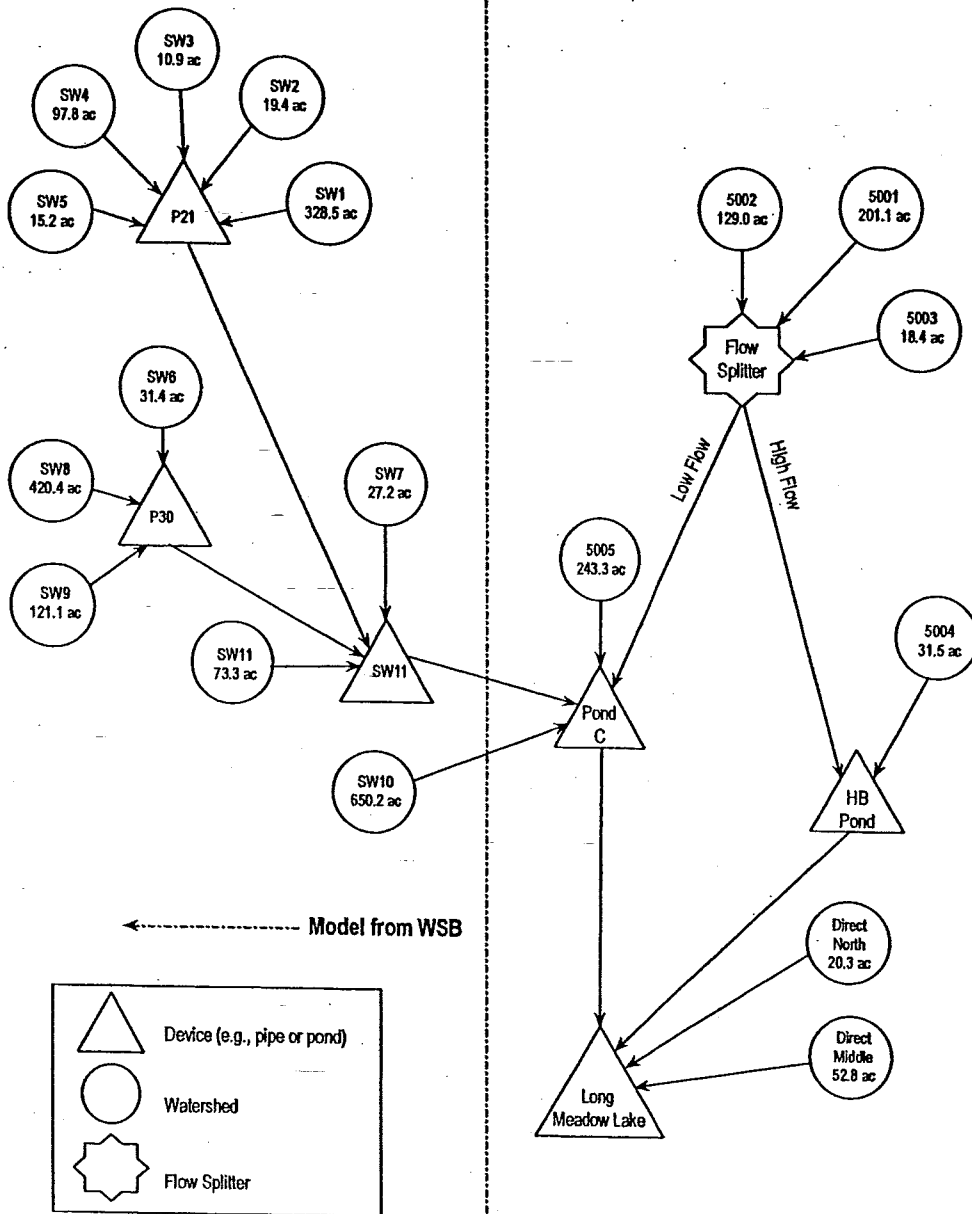 SW3
10.9 ac
SW4
97.8 ac
SW2
19.4 ac
SW5
15.2 ac
P21
SW1
328.5 ac
5002
129.0 ac
5001
201.1 ac
5003
18.4 ac
Flow
Splitter
SW6
31.4 ac
Low Flow
High Flow
SW8
420.4 ac
P30
SW7
27.2 ac
SW9
121.1 ac
5005
243.3 ac
5004
31.5 ac
SW11
73.3 ac
SW11
Pond
C
SW10
650.2 ac
HB
Pond
Model from WSB
Direct
North
20.3 ac
Device (e.g., pipe or pond)
Direct
Middle
52.8 ac
Long
Meadow Lake
Watershed
Flow Splitter